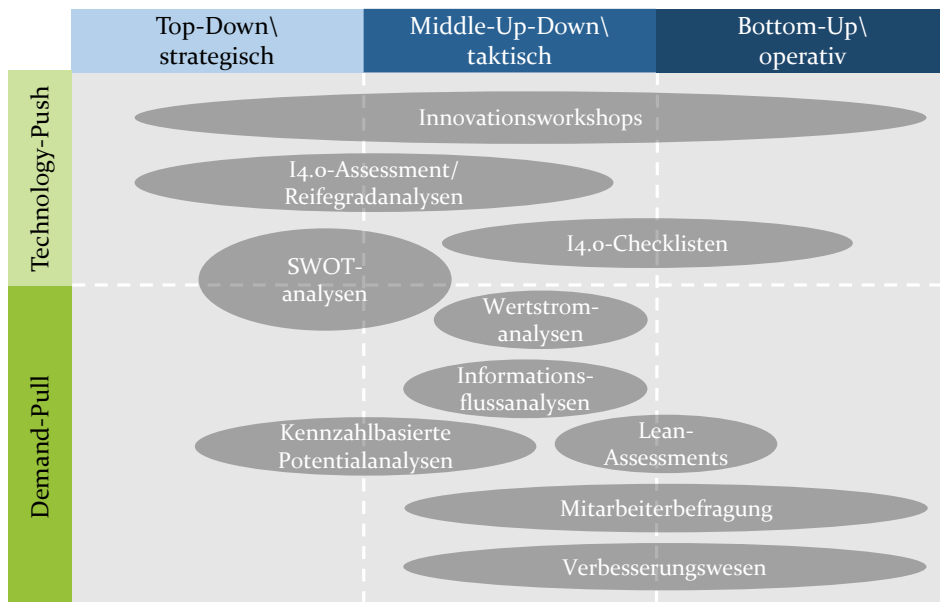 Top-Down\
strategisch
Middle-Up-Down\
taktisch
Bottom-Up\
operativ
Technology-Push
Innovationsworkshops
I4.0-Assessment/
Reifegradanalysen
I4.0-Checklisten
SWOT-
analysen
Demand-Pull
Wertstrom-
analysen
Informations-
flussanalysen
Kennzahlbasierte
Potentialanalysen
Lean-
Assessments
Mitarbeiterbefragung
Verbesserungswesen